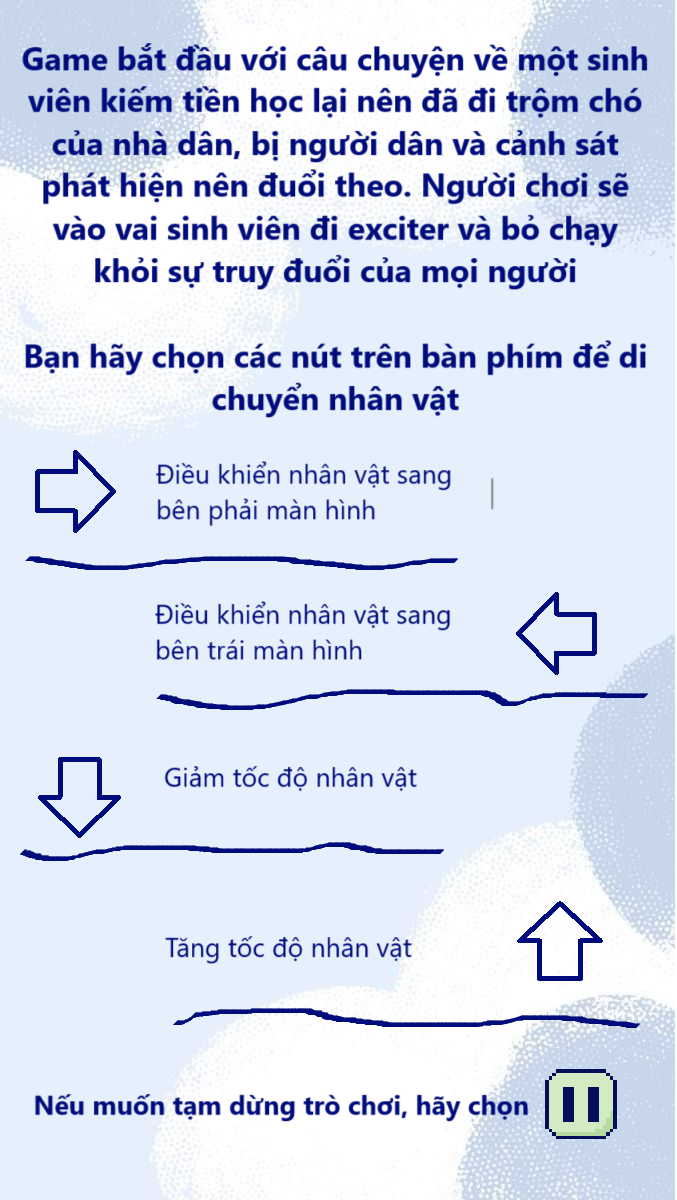 Game bắt đầu với câu chuyện về một sinh
viên kiếm tiền học lại nên đã đi trộm chó
của nhà dân, bị người dân và cảnh sát
phát hiện nên đuổi theo. Người chơi sẽ
vào vai sinh viên đi exciter và bỏ chạy
khỏi sự truy đuổi của mọi người
Bạn hãy chọn các nút trên bàn phím để di
chuyển nhân vật
Điều khiển nhân vật sang
bên phải màn hình
Điều khiển nhân vật sang
bên trái màn hình
Giảm tốc độ nhân vật
Tăng tốc độ nhân vật
Nếu muốn tạm dừng trò chơi, hãy chọn